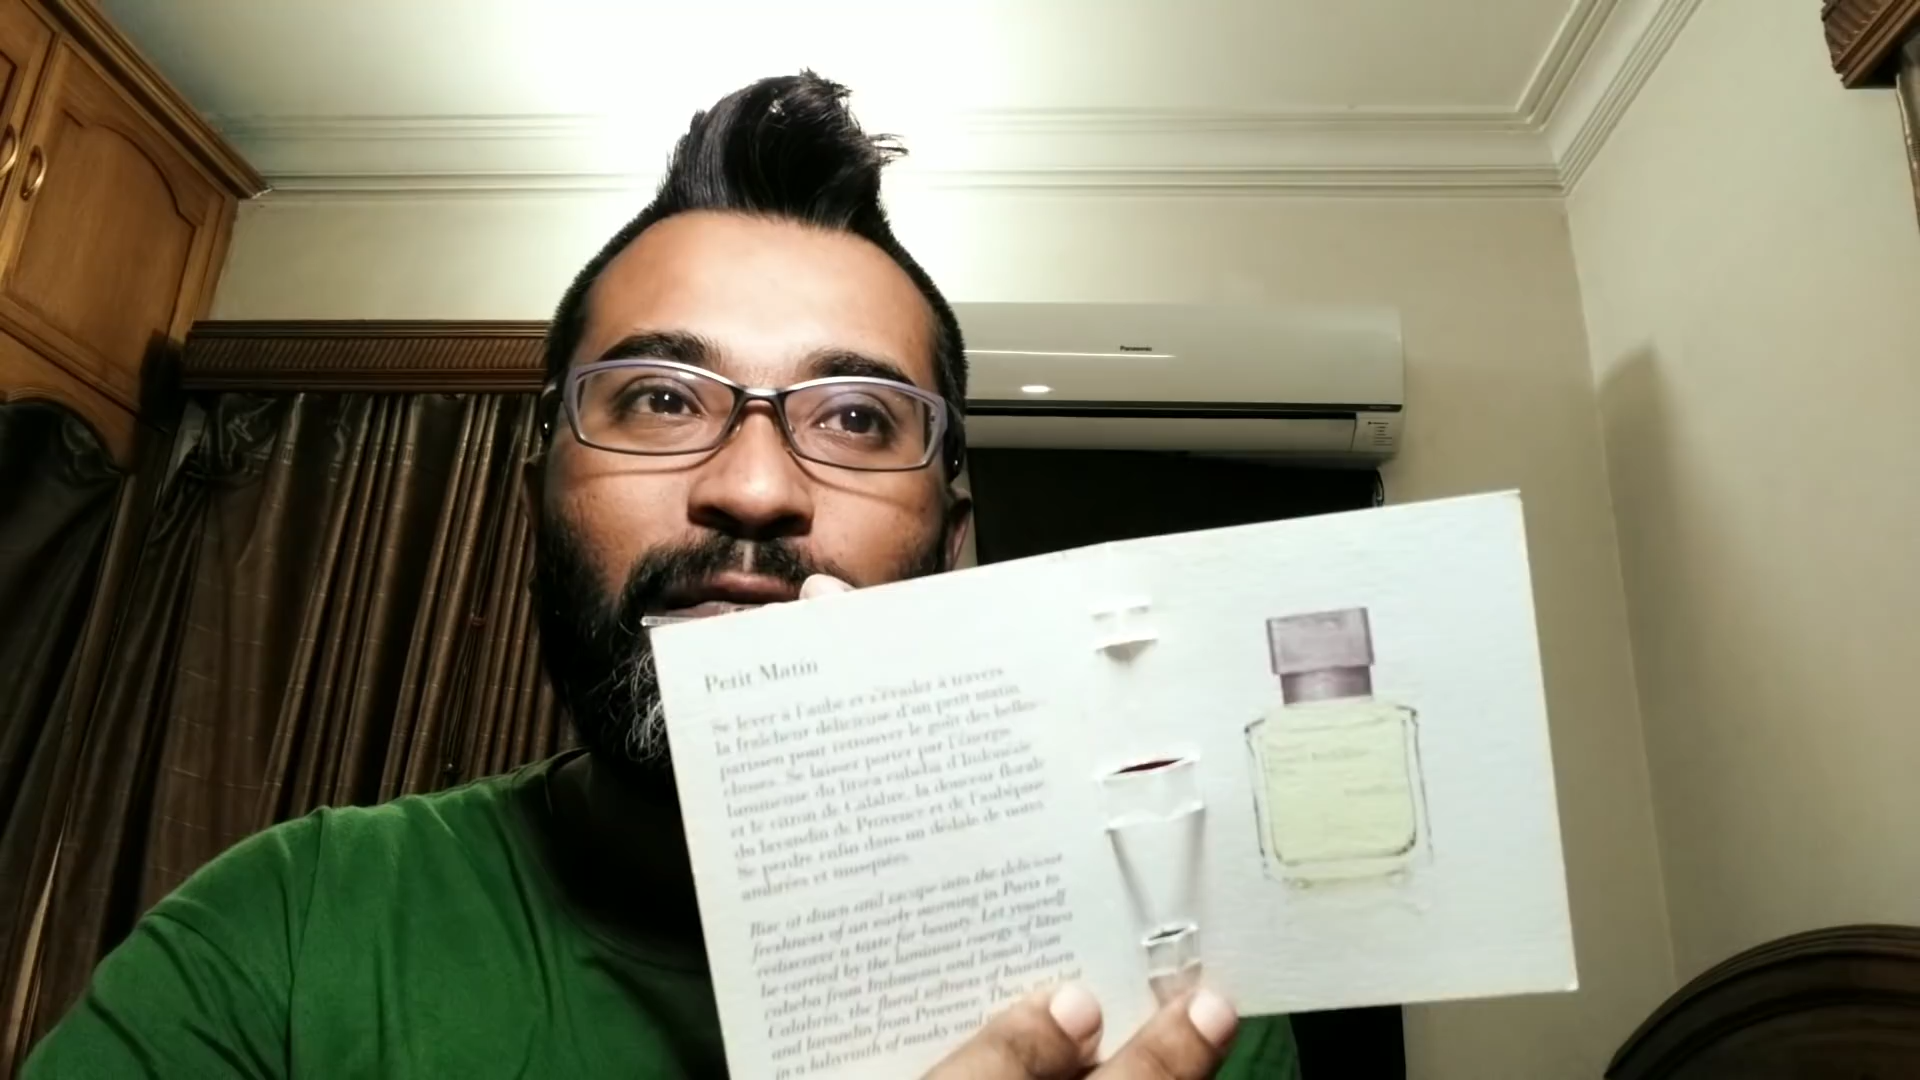 Panasonic
Petit Matin
Se lever à l'aube et s'évader à travers
la fraîcheur délicieuse d'un petit matin
parisien pour retrouver le goût des belles
choses. Se laisser porter par l'énergie
lumineuse du litsea cubeba d'Indonésie
et le citron de Calabre, la douceur florale
du lavandin de Provence et de l'aubépine
Se perdre enfin dans un dédale de notes
ambrées et musquées.
Rise at dawn and escape into the delicious
freshness of an early morning in Paris to
rediscover a taste for beauty. Let yourself
be carried by the luminous energy of litsea
cubeba from Indonesia and lemon from
Calabria, the floral softness of hawthorn
and lavandin from Provence. Then, get lost
in a labyrinth of musky and